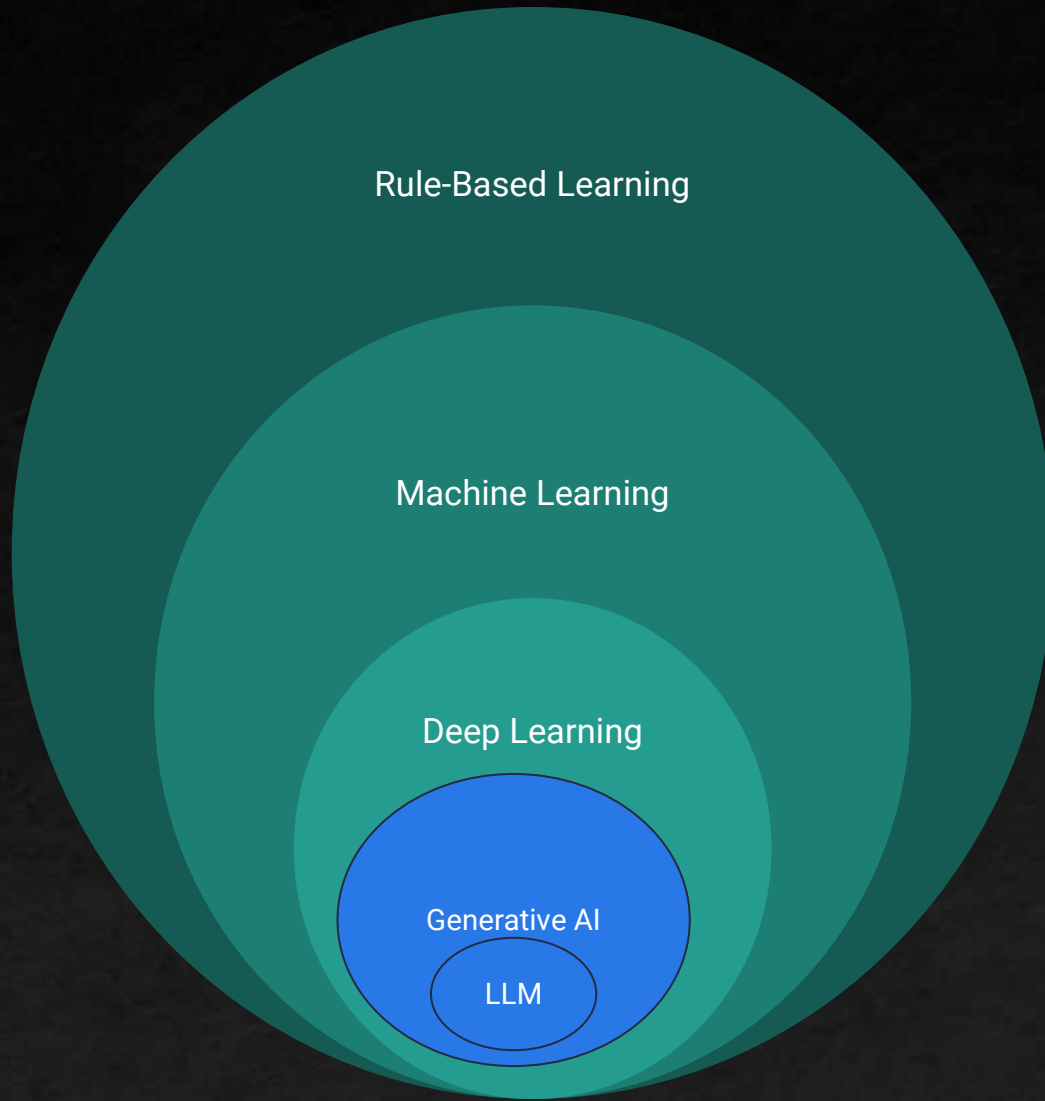 Rule-Based Learning
Machine Learning
Deep Learning
Generative AI
LLM